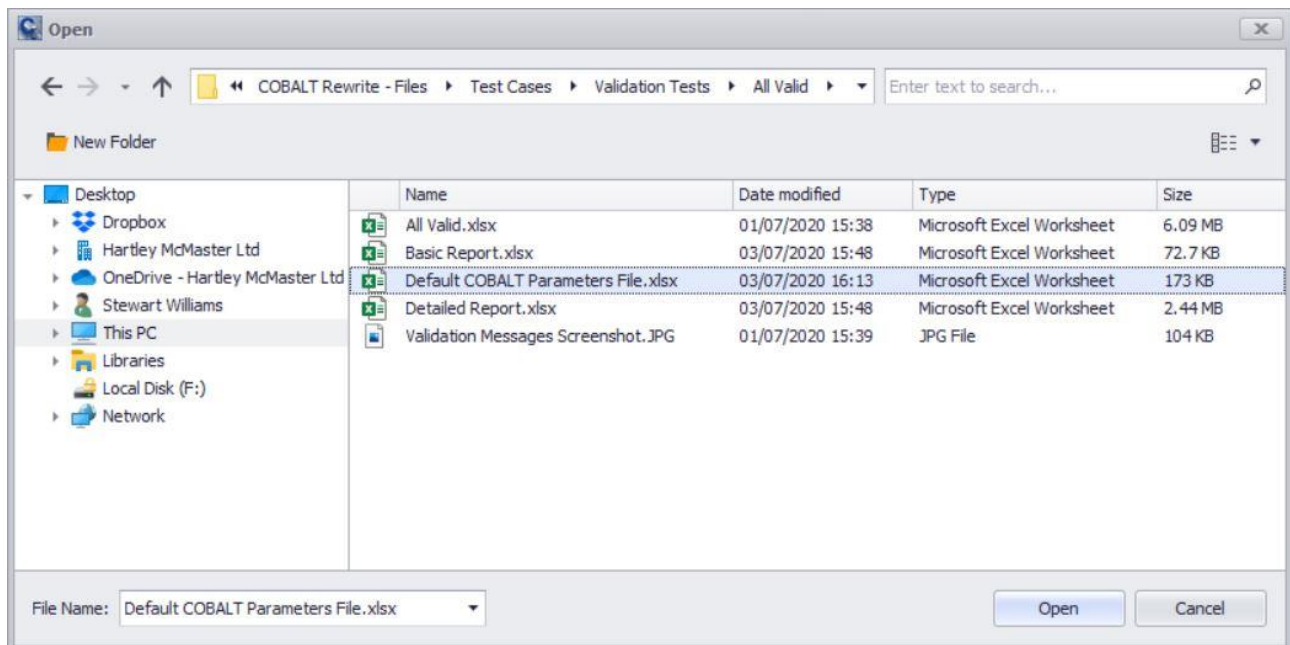 Open
COBALT Rewrite - Files Test Cases Validation Tests All Valid Enter text to search...
New Folder
Desktop
Dropbox
Hartley McMaster Ltd
OneDrive - Hartley McMaster Ltd
Stewart Williams
This PC
Libraries
Local Disk (F:)
Network
Name Date modified Type Size
All Valid.xlsx 01/07/2020 15:38 Microsoft Excel Worksheet 6.09 MB
Basic Report.xlsx 03/07/2020 15:48 Microsoft Excel Worksheet 72.7 KB
Default COBALT Parameters File.xlsx 03/07/2020 16:13 Microsoft Excel Worksheet 173 KB
Detailed Report.xlsx 03/07/2020 15:48 Microsoft Excel Worksheet 2.44 MB
Validation Messages Screenshot.JPG 01/07/2020 15:39 JPG File 104 KB
File Name: Default COBALT Parameters File.xlsx Open Cancel